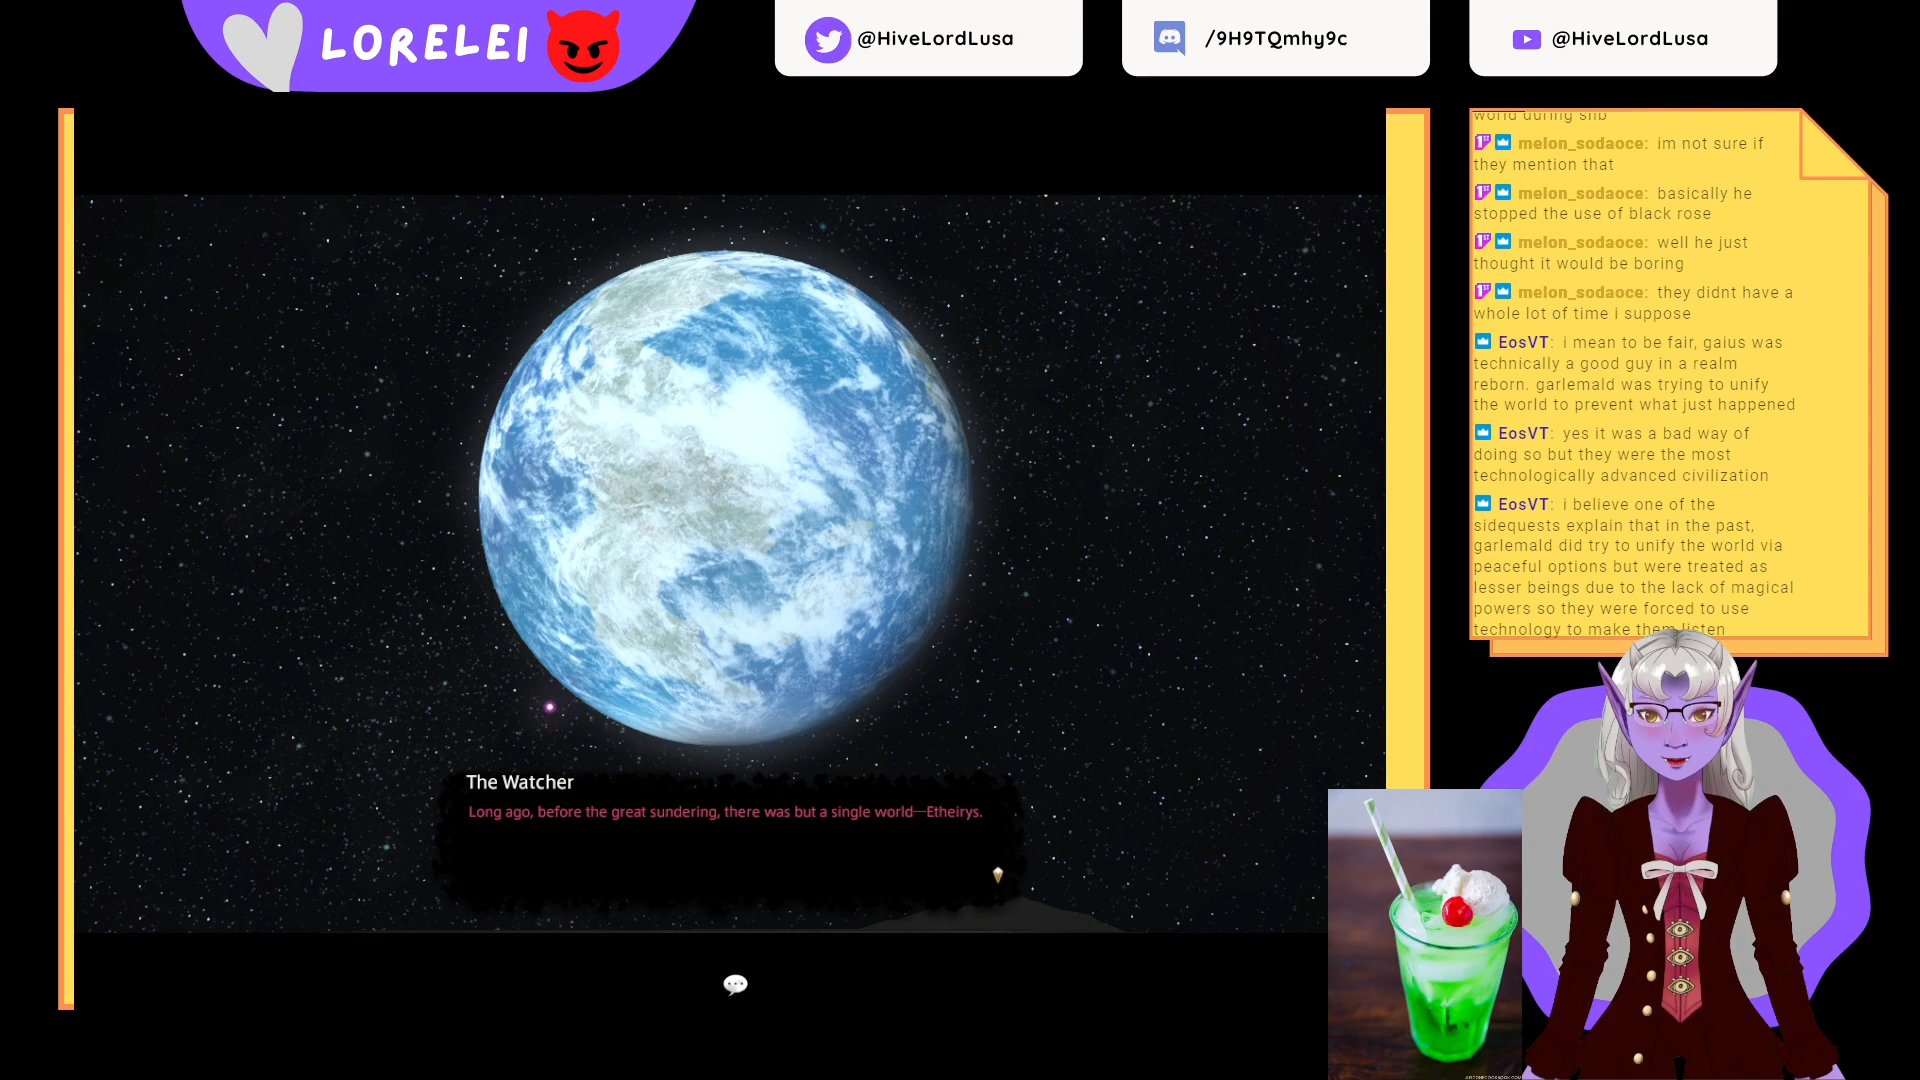 LORELEI
@HiveLordLusa
/9H9TQmhy9c
@HiveLordLusa
world during shb
melon_sodaoce: im not sure if
they mention that
melon_sodaoce: basically he
stopped the use of black rose
melon_sodaoce: well he just
thought it would be boring
melon_sodaoce: they didnt have a
whole lot of time i suppose
EosVT: i mean to be fair, gaius was
technically a good guy in a realm
reborn. garlemald was trying to unify
the world to prevent what just happened
EosVT: yes it was a bad way of
doing so but they were the most
technologically advanced civilization
EosVT: i believe one of the
sidequests explain that in the past,
garlemald did try to unify the world via
peaceful options but were treated as
lesser beings due to the lack of magical
powers so they were forced to use
technology to make them listen
The Watcher
Long ago, before the great sundering, there was but a single world—Etheirys.